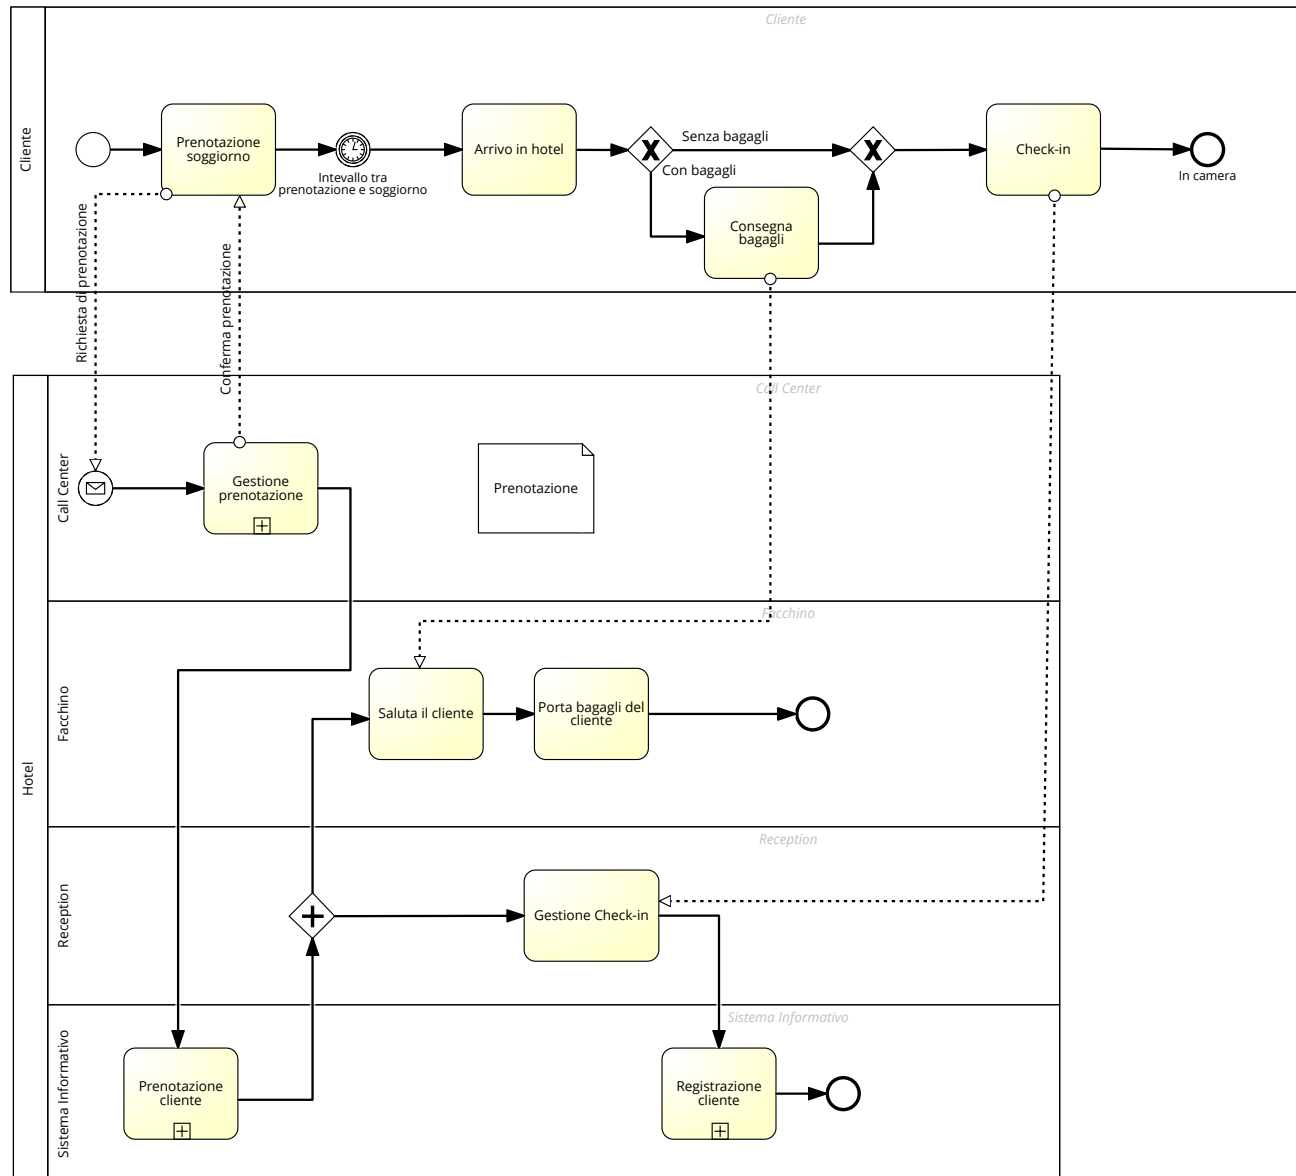 Cliente
Cliente
Prenotazione
soggiorno
Intevallo tra
prenotazione e soggiorno
Arrivo in hotel
Senza bagagli
Con bagagli
Consegna
bagagli
Check-in
In camera
Richiesta di prenotazione
Conferma prenotazione
Hotel
Call Center
Call Center
Gestione
prenotazione
Prenotazione
Facchino
Facchino
Saluta il cliente
Porta bagagli del
cliente
Reception
Reception
Gestione Check-in
Sistema Informativo
Sistema Informativo
Prenotazione
cliente
Registrazione
cliente